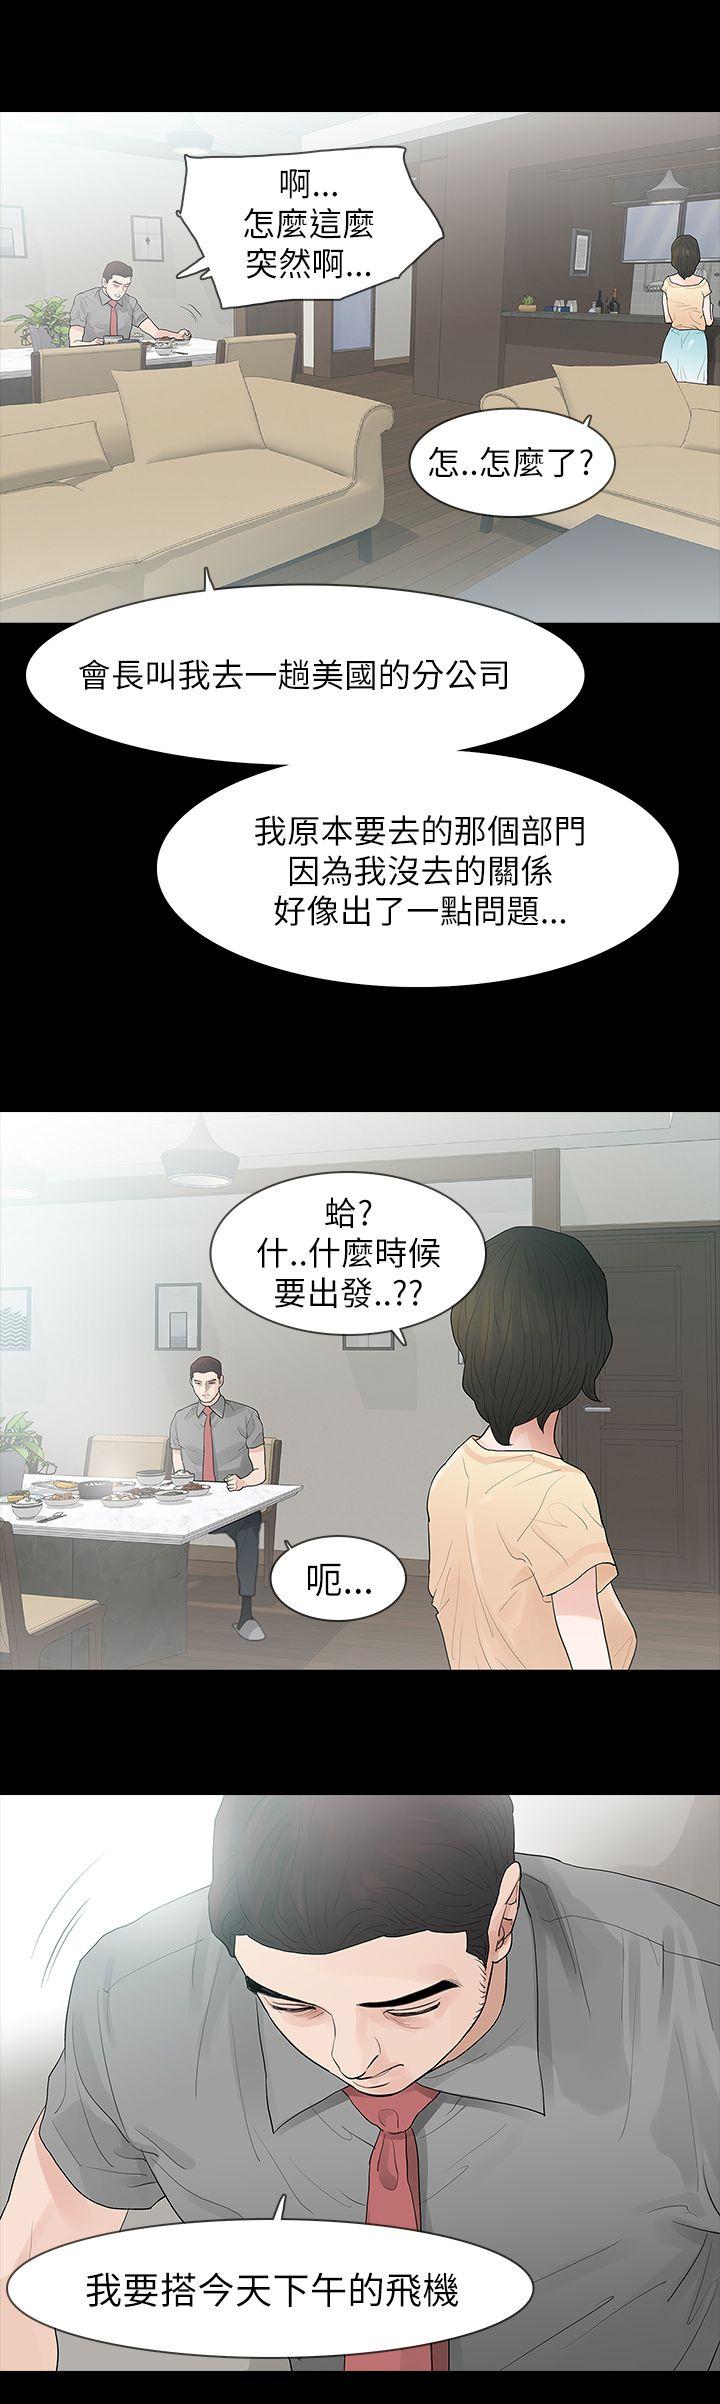 啊...
怎麼這麼
突然啊...
怎..怎麼了?
會長叫我去一趟美國的分公司
我原本要去的那個部門
因為我沒去的關係
好像出了一點問題...
蛤?
什..什麼時候
要出發..??
呃...
我要搭今天下午的飛機